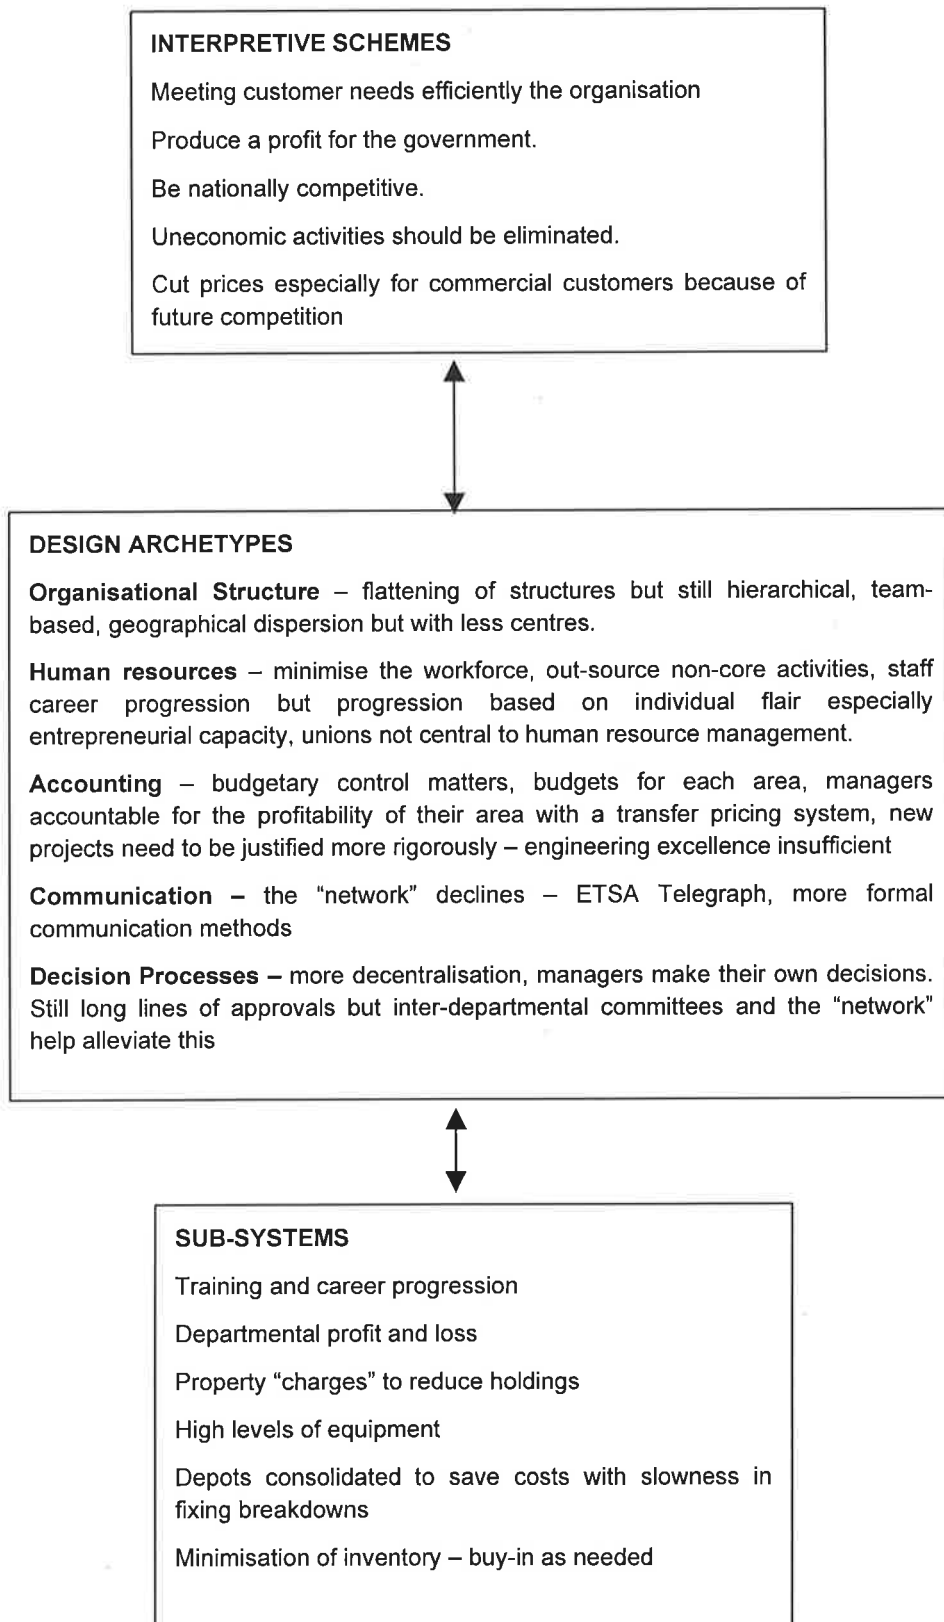 INTERPRETIVE SCHEMES
Meeting customer needs efficiently the organisation
Produce a profit for the government.
Be nationally competitive.
Uneconomic activities should be eliminated.
Cut prices especially for commercial customers because of
future competition
DESIGN ARCHETYPES
Organisational Structure – flattening of structures but still hierarchical, team-
based, geographical dispersion but with less centres.
Human resources – minimise the workforce, out-source non-core activities, staff
career progression but progression based on individual flair especially
entrepreneurial capacity, unions not central to human resource management.
Accounting – budgetary control matters, budgets for each area, managers
accountable for the profitability of their area with a transfer pricing system, new
projects need to be justified more rigorously – engineering excellence insufficient
Communication – the “network” declines – ETSA Telegraph, more formal
communication methods
Decision Processes – more decentralisation, managers make their own decisions.
Still long lines of approvals but inter-departmental committees and the “network”
help alleviate this
SUB-SYSTEMS
Training and career progression
Departmental profit and loss
Property “charges” to reduce holdings
High levels of equipment
Depots consolidated to save costs with slowness in
fixing breakdowns
Minimisation of inventory – buy-in as needed